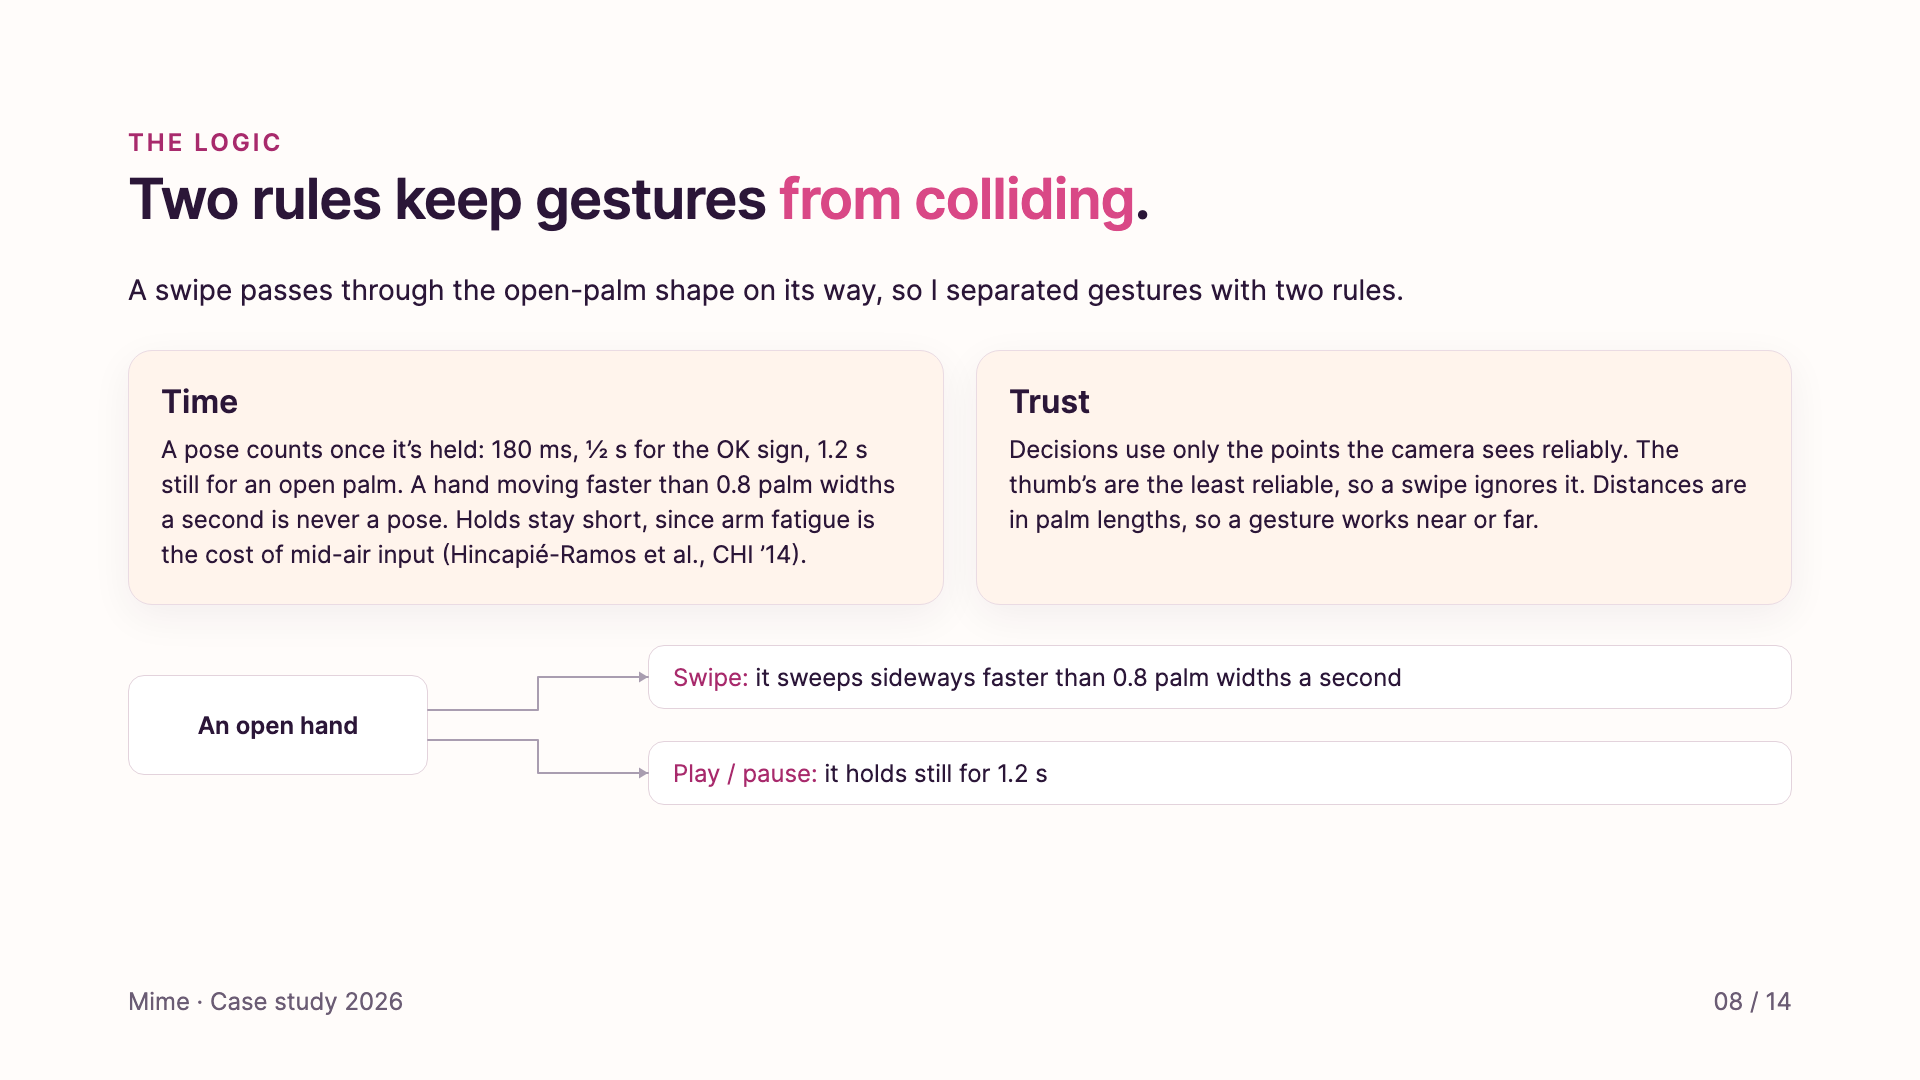 THE LOGIC
Two rules keep gestures from colliding.
A swipe passes through the open-palm shape on its way, so I separated gestures with two rules.
Time
A pose counts once it’s held: 180 ms, ½ s for the OK sign, 1.2 s
still for an open palm. A hand moving faster than 0.8 palm widths
a second is never a pose. Holds stay short, since arm fatigue is
the cost of mid-air input (Hincapié-Ramos et al., CHI ’14).
Trust
Decisions use only the points the camera sees reliably. The
thumb’s are the least reliable, so a swipe ignores it. Distances are
in palm lengths, so a gesture works near or far.
An open hand
Swipe: it sweeps sideways faster than 0.8 palm widths a second
Play / pause: it holds still for 1.2 s
Mime · Case study 2026
08 / 14